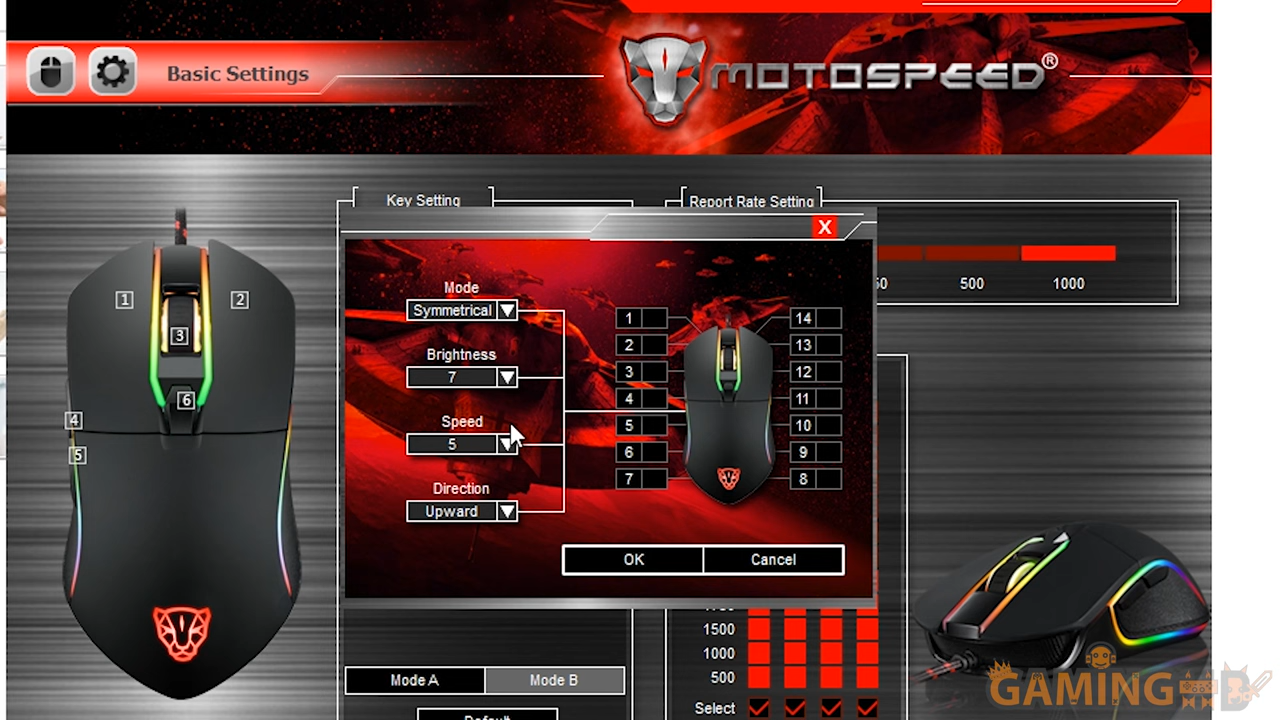 Basic Settings
MOTOSPEED®
Key Setting
Report Rate Setting
500
1000
1
2
3
6
4
5
X
Mode
Symmetrical
Brightness
7
Speed
5
Direction
Upward
1
2
3
4
5
6
7
14
13
12
11
10
9
8
OK
Cancel
1500
1000
500
Select
Mode A
Mode B
Default
GAMING